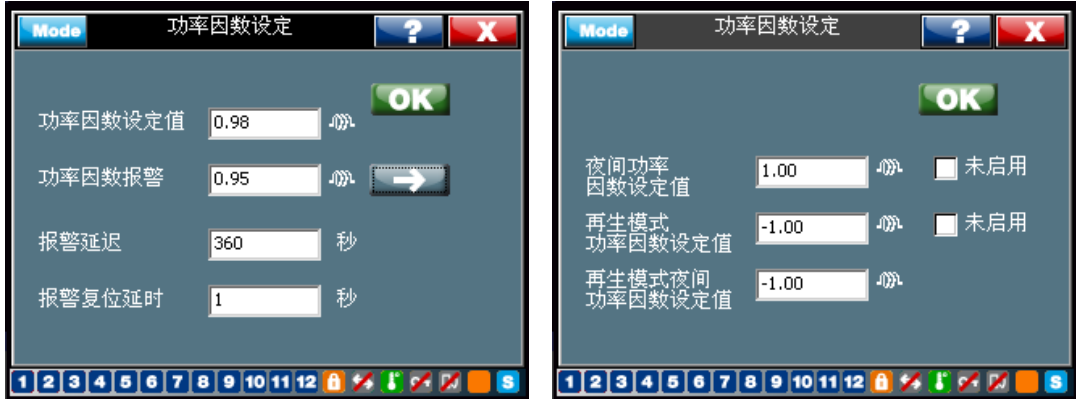 Mode 功率因数设定 ? X
OK
功率因数设定值 0.98
功率因数报警 0.95
报警延迟 360 秒
报警复位延时 1 秒
1 2 3 4 5 6 7 8 9 10 11 12 S
Mode 功率因数设定 ? X
OK
夜间功率
因数设定值 1.00 未启用
再生模式
功率因数设定值 -1.00 未启用
再生模式夜间
功率因数设定值 -1.00
1 2 3 4 5 6 7 8 9 10 11 12 S